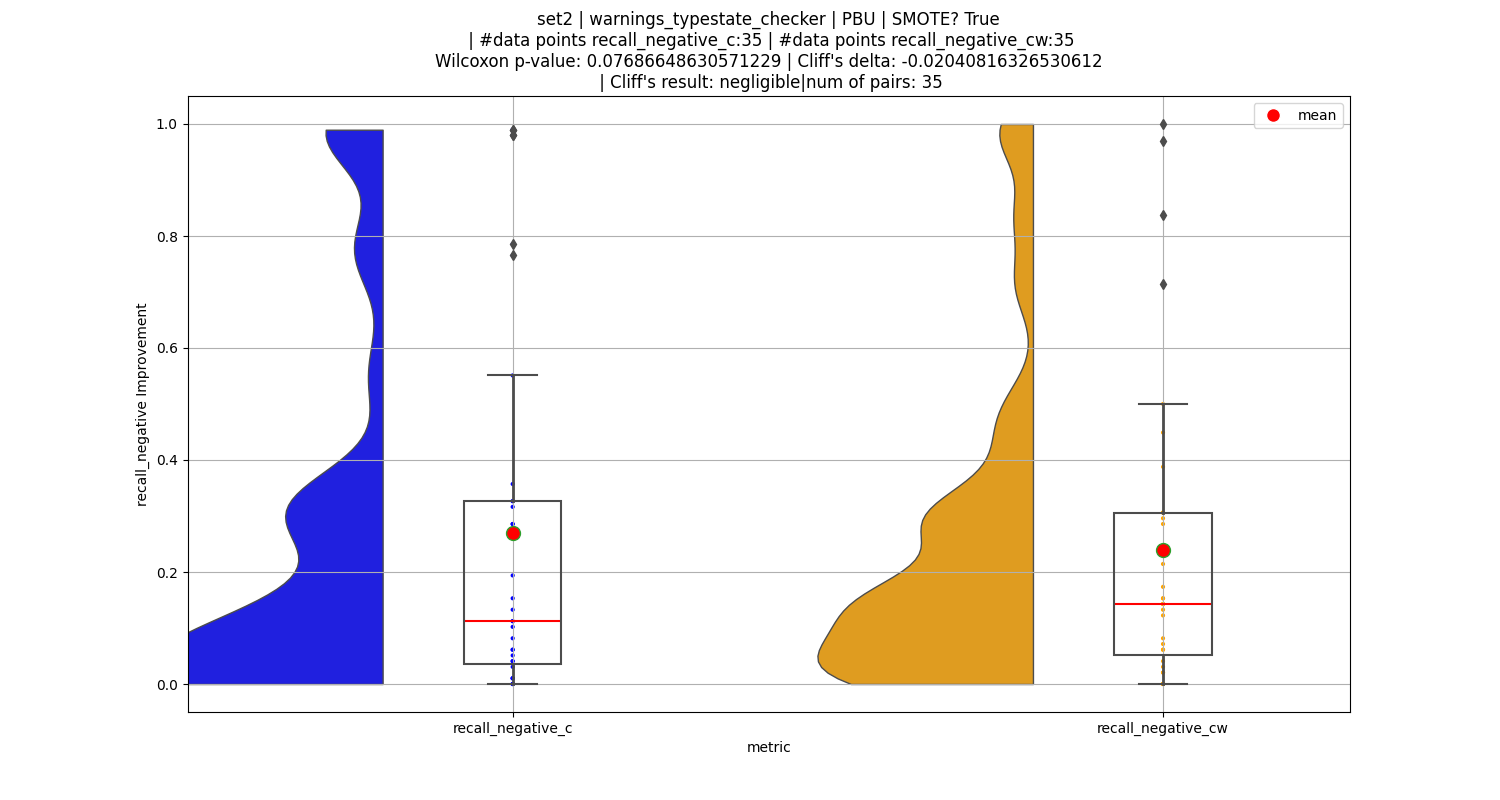 set2 | warnings_typestate_checker | PBU | SMOTE? True
| #data points recall_negative_c:35 | #data points recall_negative_cw:35
Wilcoxon p-value: 0.07686648630571229 | Cliff's delta: -0.02040816326530612
| Cliff's result: negligible|num of pairs: 35
mean
1.0
0.8
0.6
0.4
0.2
0.0
recall_negative Improvement
recall_negative_c
recall_negative_cw
metric